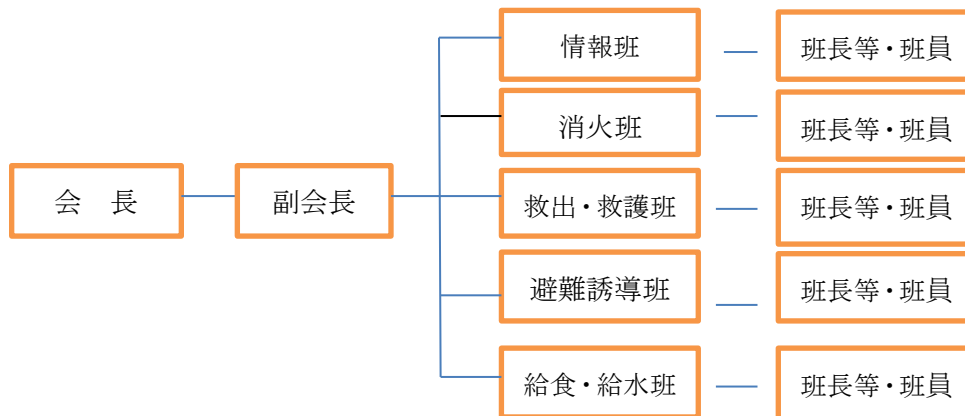 会　長
副会長
情報班
班長等・班員
消火班
班長等・班員
救出・救護班
班長等・班員
避難誘導班
班長等・班員
給食・給水班
班長等・班員